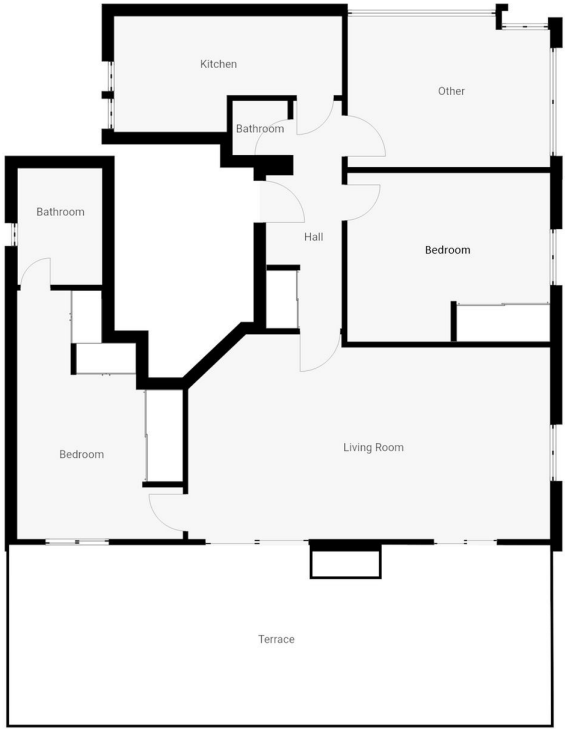 Kitchen
Other
Bathroom
Bathroom
Hall
Bedroom
Living Room
Bedroom
Terrace